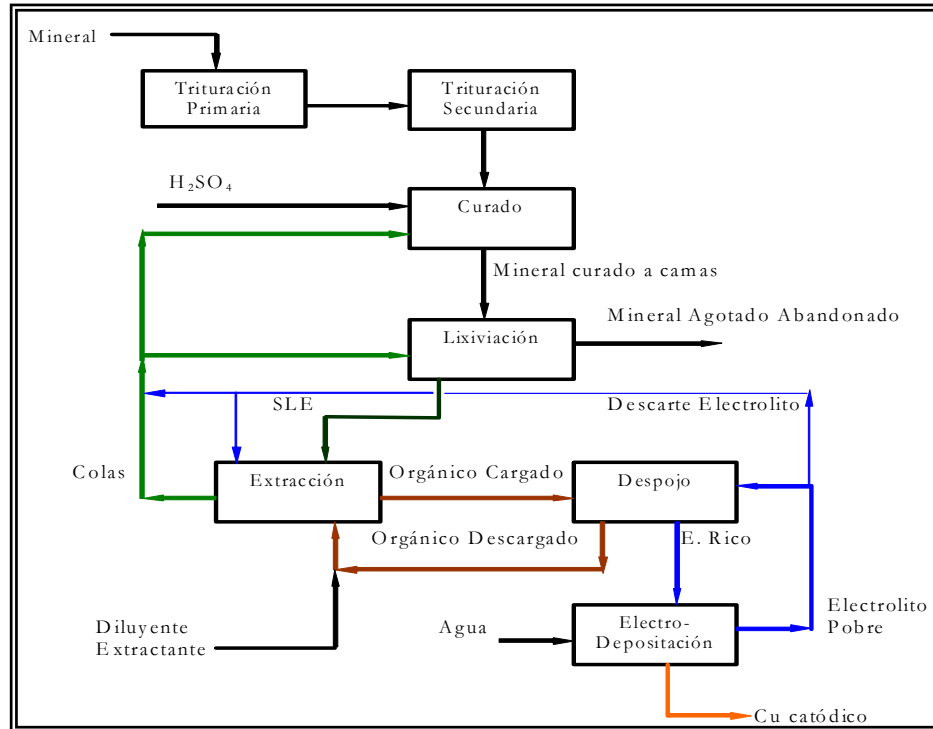 Mineral
Trituración
Primaria
Trituración
Secundaria
H₂SO₄
Curado
Mineral curado a camas
Mineral Agotado Abandonado
Lixiviación
SLE
Descarte Electrolito
Colas
Extracción
Orgánico Cargado
Despojo
Orgánico Descargado
E. Rico
Diluyente
Extractante
Agua
Electro-
Depositación
Electrolito
Pobre
Cu catódico